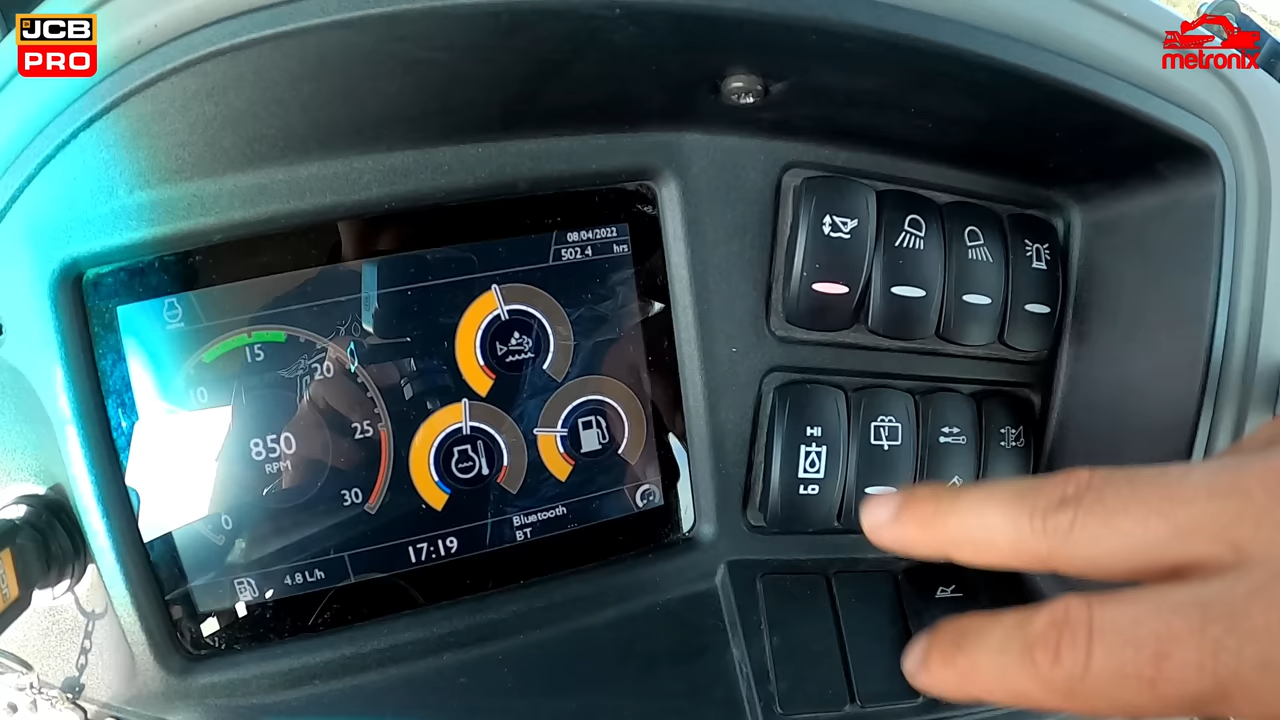 JCB
PRO
metronix
08/04/2022
502.4 hrs
10
15
20
25
30
0
850
RPM
HI
LO
Bluetooth
BT
17:19
4.8 L/h